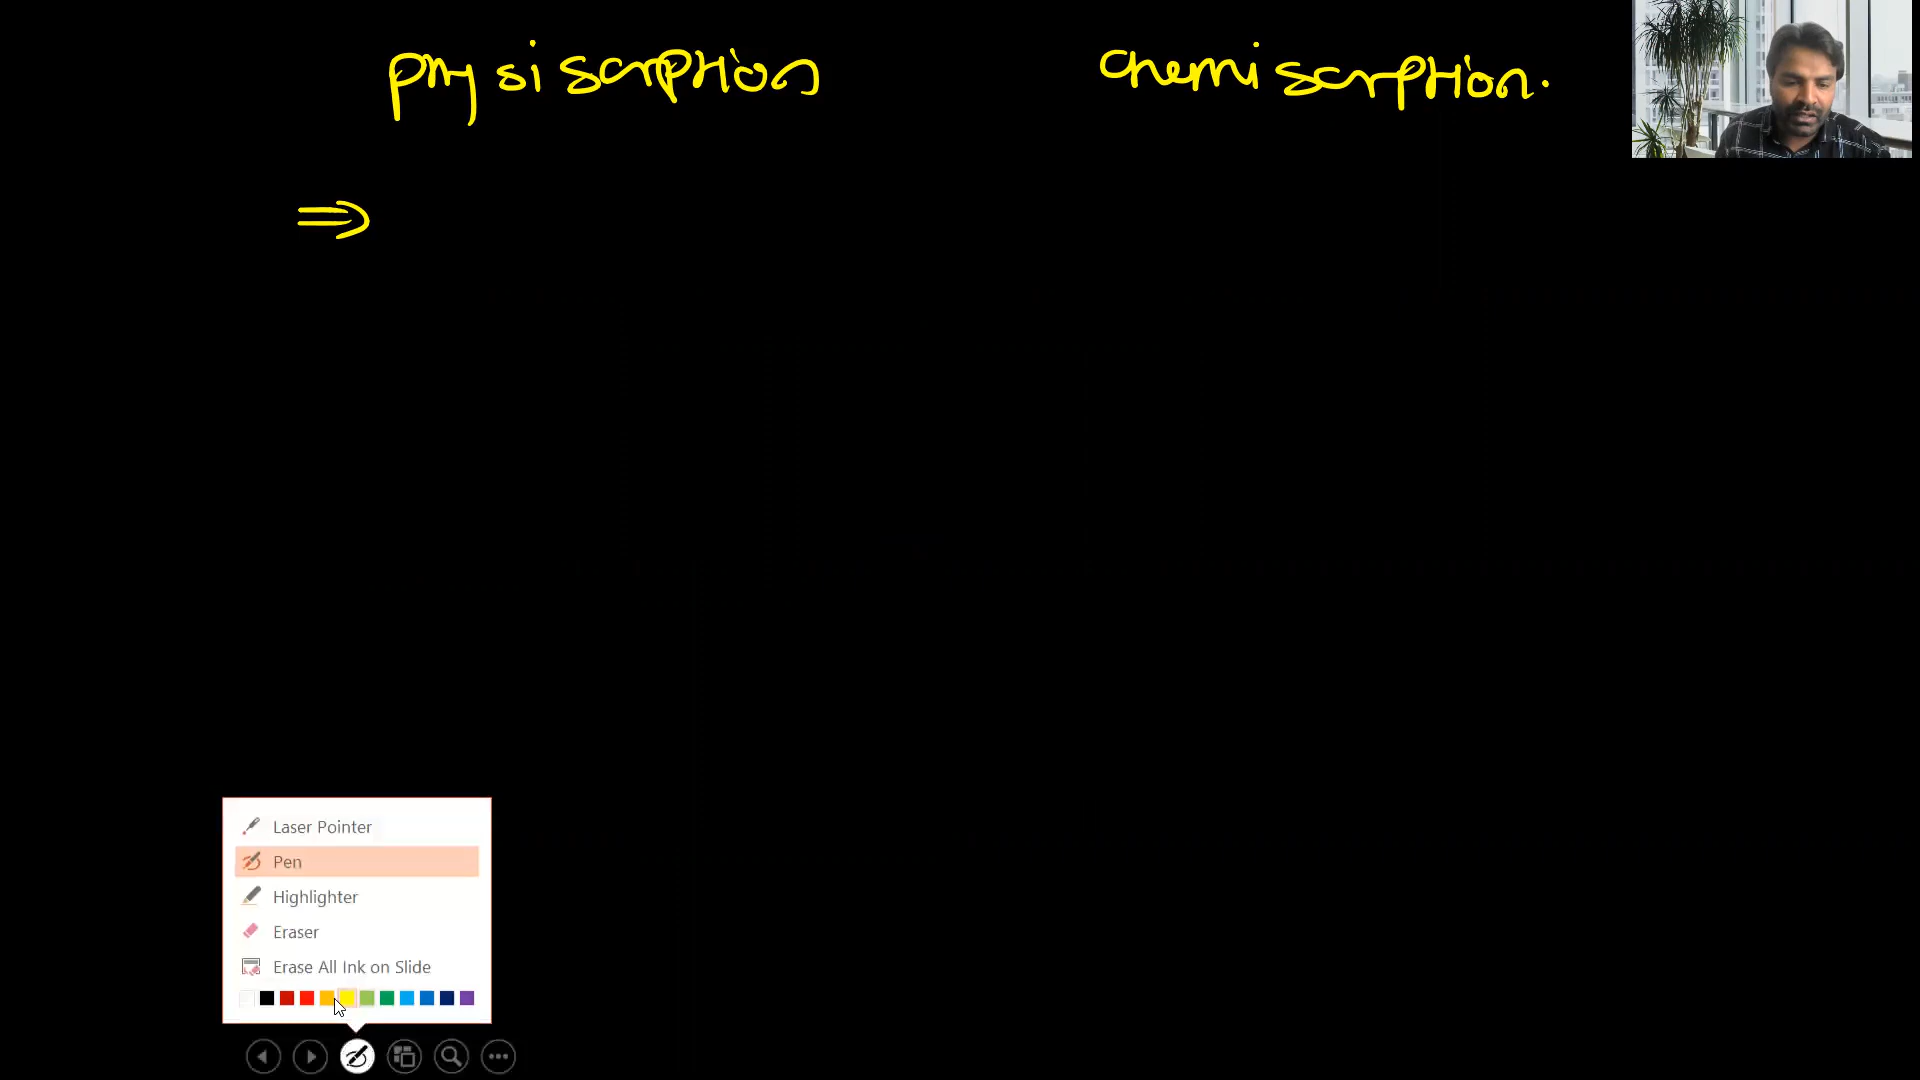 physisorption chemisorption.
⇒
Laser Pointer
Pen
Highlighter
Eraser
Erase All Ink on Slide